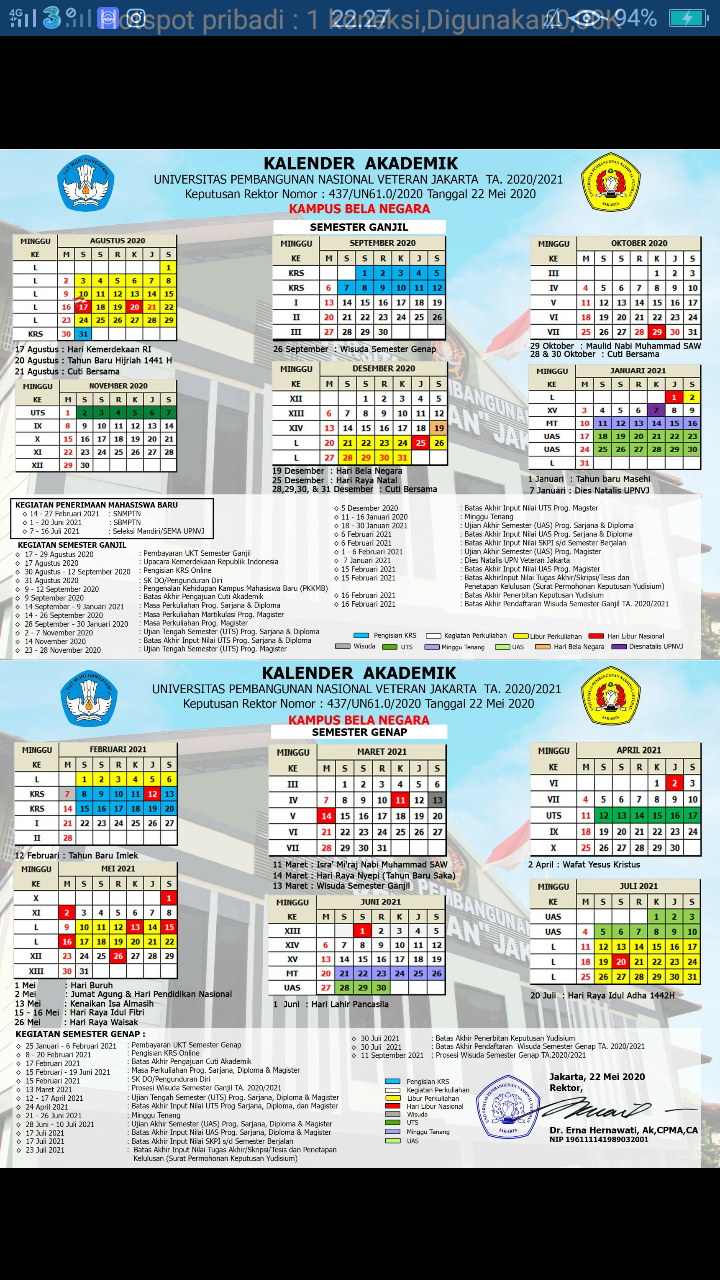 4G
Hotspot pribadi : 1 koneksi,Digunakan0,00K
22.27
94%
KALENDER AKADEMIK
UNIVERSITAS PEMBANGUNAN NASIONAL VETERAN JAKARTA TA. 2020/2021
Keputusan Rektor Nomor : 437/UN61.0/2020 Tanggal 22 Mei 2020
KAMPUS BELA NEGARA
SEMESTER GANJIL
MINGGU KE AGUSTUS 2020
M S S R K J S
L 1
L 2 3 4 5 6 7 8
L 9 10 11 12 13 14 15
L 16 17 18 19 20 21 22
L 23 24 25 26 27 28 29
KRS 30 31
17 Agustus : Hari Kemerdekaan RI
20 Agustus : Tahun Baru Hijriah 1441 H
21 Agustus : Cuti Bersama
MINGGU KE SEPTEMBER 2020
M S S R K J S
KRS 1 2 3 4 5
KRS 6 7 8 9 10 11 12
I 13 14 15 16 17 18 19
II 20 21 22 23 24 25 26
III 27 28 29 30
26 September : Wisuda Semester Genap
MINGGU KE OKTOBER 2020
M S S R K J S
III 1 2 3
IV 4 5 6 7 8 9 10
V 11 12 13 14 15 16 17
VI 18 19 20 21 22 23 24
VII 25 26 27 28 29 30 31
29 Oktober : Maulid Nabi Muhammad SAW
28 & 30 Oktober : Cuti Bersama
MINGGU KE NOVEMBER 2020
M S S R K J S
UTS 1 2 3 4 5 6 7
IX 8 9 10 11 12 13 14
X 15 16 17 18 19 20 21
XI 22 23 24 25 26 27 28
XII 29 30
MINGGU KE DESEMBER 2020
M S S R K J S
XII 1 2 3 4 5
XIII 6 7 8 9 10 11 12
XIV 13 14 15 16 17 18 19
L 20 21 22 23 24 25 26
L 27 28 29 30 31
19 Desember : Hari Bela Negara
25 Desember : Hari Raya Natal
28,29,30, & 31 Desember : Cuti Bersama
MINGGU KE JANUARI 2021
M S S R K J S
L 1 2
XV 3 4 5 6 7 8 9
MT 10 11 12 13 14 15 16
UAS 17 18 19 20 21 22 23
UAS 24 25 26 27 28 29 30
L 31
1 Januari : Tahun baru Masehi
7 Januari : Dies Natalis UPNVJ
KEGIATAN PENERIMAAN MAHASISWA BARU
14 - 27 Februari 2021 : SNMPTN
1 - 20 Juni 2021 : SBMPTN
7 - 16 Juli 2021 : Seleksi Mandiri/SEMA UPNVJ
KEGIATAN SEMESTER GANJIL
17 - 29 Agustus 2020 : Pembayaran UKT Semester Ganjil
17 Agustus 2020 : Upacara Kemerdekaan Republik Indonesia
30 Agustus - 12 September 2020 : Pengisian KRS Online
31 Agustus 2020 : SK DO/Pengunduran Diri
9 - 12 September 2020 : Pengenalan Kehidupan Kampus Mahasiswa Baru (PKKMB)
9 September 2020 : Batas Akhir Pengajuan Cuti Akademik
14 September - 9 Januari 2021 : Masa Perkuliahan Prog. Sarjana & Diploma
14 - 26 September 2020 : Masa Perkuliahan Martikulasi Prog. Magister
28 September - 30 Januari 2020 : Masa Perkuliahan Prog. Magister
2 - 7 November 2020 : Ujian Tengah Semester (UTS) Prog. Sarjana & Diploma
14 November 2020 : Batas Akhir Input Nilai UTS Prog. Sarjana & Diploma
23 - 28 November 2020 : Ujian Tengah Semester (UTS) Prog. Magister
5 Desember 2020 : Batas Akhir Input Nilai UTS Prog. Magster
11 - 16 Januari 2020 : Minggu Tenang
18 - 30 Januari 2021 : Ujian Akhir Semester (UAS) Prog. Sarjana & Diploma
6 Februari 2021 : Batas Akhir Input Nilai UAS Prog. Sarjana & Diploma
6 Februari 2021 : Batas Akhir Input Nilai SKPI s/d Semester Berjalan
1 - 6 Februari 2021 : Ujian Akhir Semester (UAS) Prog. Magister
7 Januari 2021 : Dies Natalis UPN Veteran Jakarta
15 Februari 2021 : Batas Akhir Input Nilai UAS Prog. Magister
15 Februari 2021 : Batas AkhirInput Nilai Tugas Akhir/Skripsi/Tesis dan
Penetapan Kelulusan (Surat Permohonan Keputusan Yudisium)
16 Februari 2021 : Batas Akhir Penerbitan Keputusan Yudisium
16 Februari 2021 : Batas Akhir Pendaftaran Wisuda Semester Ganjil TA. 2020/2021
Pengisian KRS Kegiatan Perkuliahan Libur Perkuliahan Hari Libur Nasional
Wisuda UTS Minggu Tenang UAS Hari Bela Negara Diesnatalis UPNVJ
KALENDER AKADEMIK
UNIVERSITAS PEMBANGUNAN NASIONAL VETERAN JAKARTA TA. 2020/2021
Keputusan Rektor Nomor : 437/UN61.0/2020 Tanggal 22 Mei 2020
KAMPUS BELA NEGARA
SEMESTER GENAP
MINGGU KE FEBRUARI 2021
M S S R K J S
L 1 2 3 4 5 6
KRS 7 8 9 10 11 12 13
KRS 14 15 16 17 18 19 20
I 21 22 23 24 25 26 27
II 28
12 Februari : Tahun Baru Imlek
MINGGU KE MARET 2021
M S S R K J S
III 1 2 3 4 5 6
IV 7 8 9 10 11 12 13
V 14 15 16 17 18 19 20
VI 21 22 23 24 25 26 27
VII 28 29 30 31
11 Maret : Isra' Mi'raj Nabi Muhammad SAW
14 Maret : Hari Raya Nyepi (Tahun Baru Saka)
13 Maret : Wisuda Semester Ganjil
MINGGU KE APRIL 2021
M S S R K J S
VI 1 2 3
VII 4 5 6 7 8 9 10
UTS 11 12 13 14 15 16 17
IX 18 19 20 21 22 23 24
X 25 26 27 28 29 30
2 April : Wafat Yesus Kristus
MINGGU KE MEI 2021
M S S R K J S
X 1
XI 2 3 4 5 6 7 8
L 9 10 11 12 13 14 15
L 16 17 18 19 20 21 22
XII 23 24 25 26 27 28 29
XIII 30 31
1 Mei : Hari Buruh
2 Mei : Jumat Agung & Hari Pendidikan Nasional
13 Mei : Kenaikan Isa Almasih
15 - 16 Mei : Hari Raya Idul Fitri
26 Mei : Hari Raya Waisak
MINGGU KE JUNI 2021
M S S R K J S
XIII 1 2 3 4 5
XIV 6 7 8 9 10 11 12
XV 13 14 15 16 17 18 19
MT 20 21 22 23 24 25 26
UAS 27 28 29 30
1 Juni : Hari Lahir Pancasila
MINGGU KE JULI 2021
M S S R K J S
UAS 1 2 3
UAS 4 5 6 7 8 9 10
L 11 12 13 14 15 16 17
L 18 19 20 21 22 23 24
L 25 26 27 28 29 30 31
20 Juli : Hari Raya Idul Adha 1442H
KEGIATAN SEMESTER GENAP :
25 Januari - 6 Februari 2021 : Pembayaran UKT Semester Genap
8 - 20 Februari 2021 : Pengisian KRS Online
17 Februari 2021 : Batas Akhir Pengajuan Cuti Akademik
15 Februari - 19 Juni 2021 : Masa Perkuliahan Prog. Sarjana, Diploma & Magister
15 Februari 2021 : SK DO/Pengunduran Diri
13 Maret 2021 : Prosesi Wisuda Semester Ganjil TA. 2020/2021
12 - 17 April 2021 : Ujian Tengah Semester (UTS) Prog. Sarjana, Diploma & Magister
24 April 2021 : Batas Akhir Input Nilai UTS Prog Sarjana, Diploma, dan Magister
21 - 26 Juni 2021 : Minggu Tenang
28 Juni - 10 Juli 2021 : Ujian Akhir Semester (UAS) Prog. Sarjana, Diploma & Magister
17 Juli 2021 : Batas Akhir Input Nilai UAS Prog. Sarjana, Diploma & Magister
17 Juli 2021 : Batas Akhir Input Nilai SKPI s/d Semester Berjalan
23 Juli 2021 : Batas Akhir Input Nilai Tugas Akhir/Skripsi/Tesis dan Penetapan
Kelulusan (Surat Permohonan Keputusan Yudisium)
30 Juli 2021 : Batas Akhir Penerbitan Keputusan Yudisium
30 Juli 2021 : Batas Akhir Pendaftaran Wisuda Semester Genap TA. 2020/2021
11 September 2021 : Prosesi Wisuda Semester Genap TA.2020/2021
Pengisian KRS
Kegiatan Perkuliahan
Libur Perkuliahan
Hari Libur Nasional
Wisuda
UTS
Minggu Tenang
UAS
Jakarta, 22 Mei 2020
Rektor,
Dr. Erna Hernawati, Ak,CPMA,CA
NIP 196111141989032001